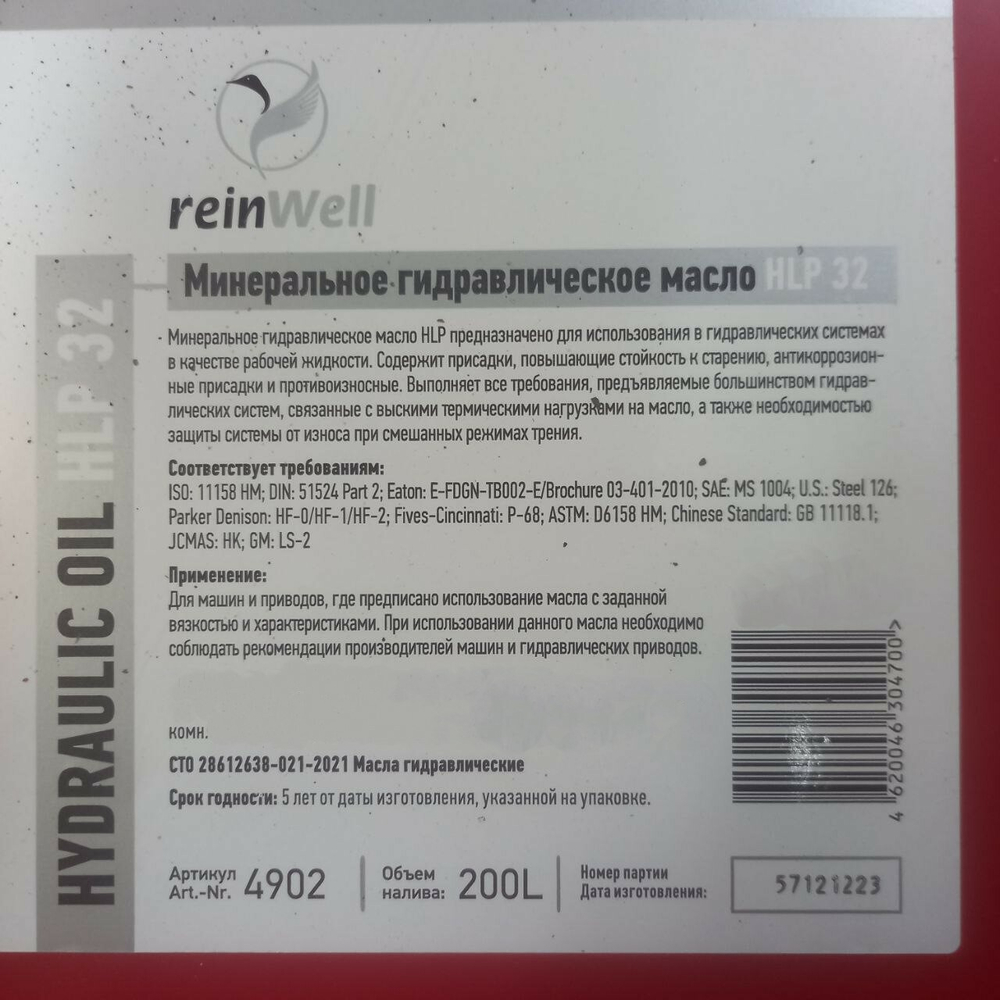 reinWell
Минеральное гидравлическое масло HLP 32
HYDRAULIC OIL HLP 32
Минеральное гидравлическое масло HLP предназначено для использования в гидравлических системах
в качестве рабочей жидкости. Содержит присадки, повышающие стойкость к старению, антикоррозион-
ные присадки и противоизносные. Выполняет все требования, предъявляемые большинством гидрав-
лических систем, связанные с выскими термическими нагрузками на масло, а также необходимостью
защиты системы от износа при смешанных режимах трения.
Соответствует требованиям:
ISO: 11158 HM; DIN: 51524 Part 2; Eaton: E-FDGN-TB002-E/Brochure 03-401-2010; SAE: MS 1004; U.S.: Steel 126;
Parker Denison: HF-0/HF-1/HF-2; Fives-Cincinnati: P-68; ASTM: D6158 HM; Chinese Standard: GB 11118.1;
JCMAS: HK; GM: LS-2
Применение:
Для машин и приводов, где предписано использование масла с заданной
вязкостью и характеристиками. При использовании данного масла необходимо
соблюдать рекомендации производителей машин и гидравлических приводов.
комн.
СТО 28612638-021-2021 Масла гидравлические
Срок годности: 5 лет от даты изготовления, указанной на упаковке.
4 620046 304700 >
Артикул
Art.-Nr. 4902
Объем
налива: 200L
Номер партии
Дата изготовления:
57121223